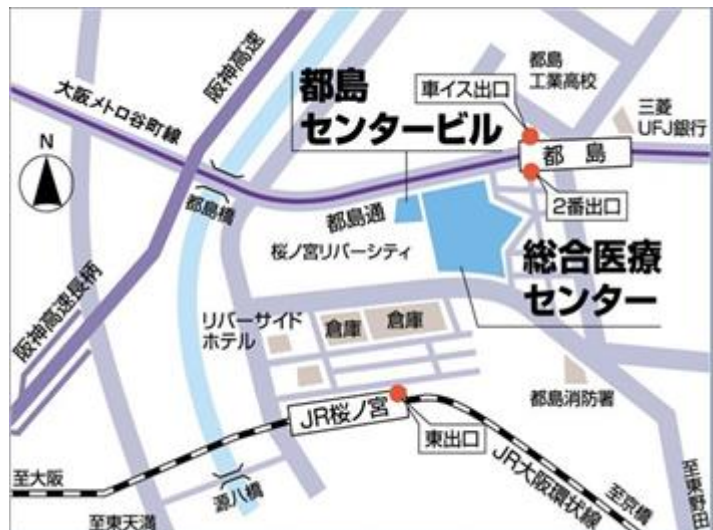 阪神高速
大阪メトロ谷町線
都島
センタービル
都島
工業高校
車イス出口
三菱
UFJ銀行
N
都島
2番出口
都島橋
都島通
桜ノ宮リバーシティ
総合医療
センター
阪神高速長柄
リバーサイド
ホテル
倉庫
倉庫
都島消防署
JR桜ノ宮
東出口
JR大阪環状線
至大阪
源八橋
至東天満
至京橋
至東野田